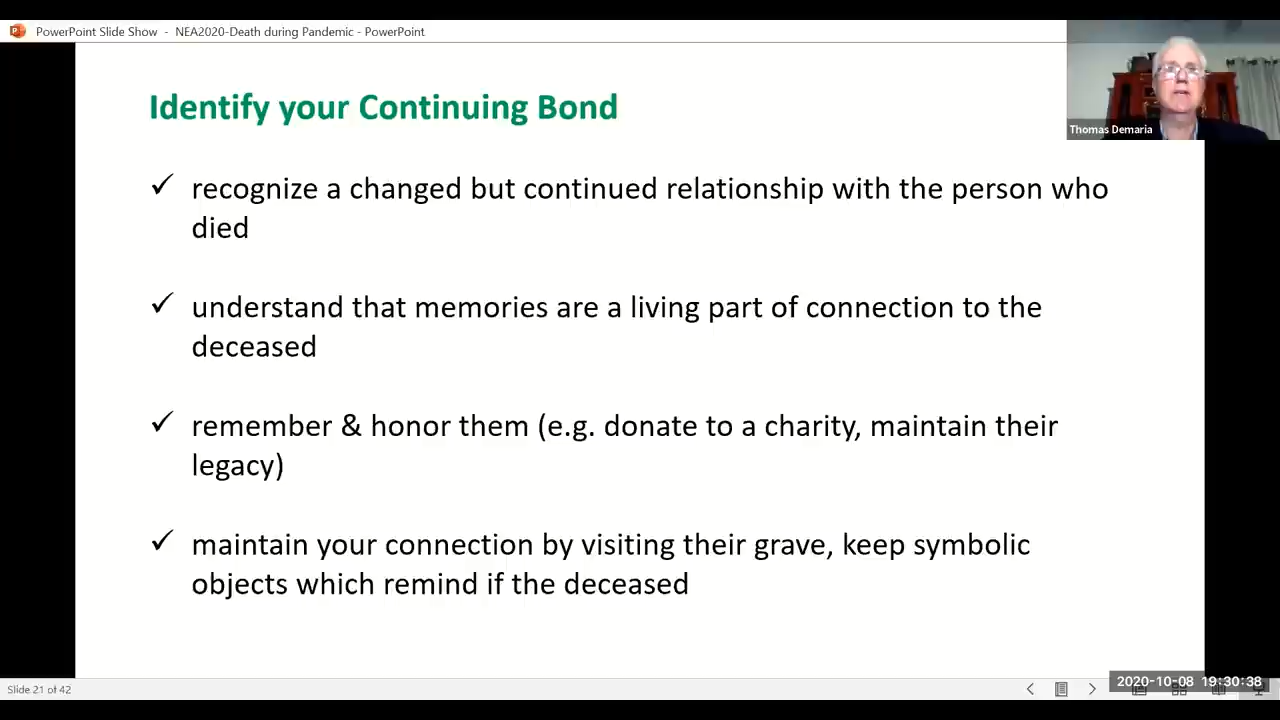 PowerPoint Slide Show - NEA2020-Death during Pandemic - PowerPoint
Thomas Demaria
Identify your Continuing Bond
✓ recognize a changed but continued relationship with the person who
died
✓ understand that memories are a living part of connection to the
deceased
✓ remember & honor them (e.g. donate to a charity, maintain their
legacy)
✓ maintain your connection by visiting their grave, keep symbolic
objects which remind if the deceased
Slide 21 of 42
2020-10-08 19:30:38